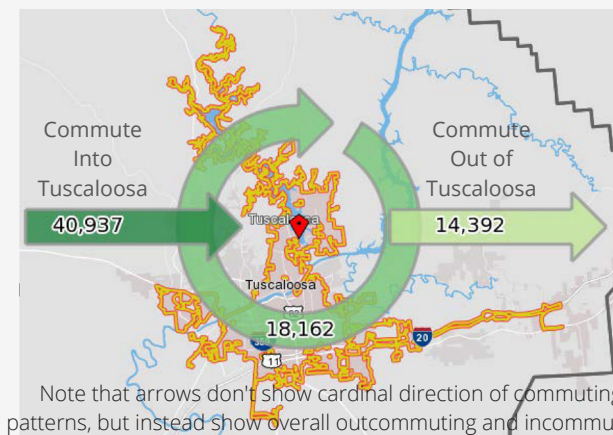 Commute
Into
Tuscaloosa
40,937
Commute
Out of
Tuscaloosa
14,392
Tuscaloosa
Tuscaloosa
18,162
20
11
Note that arrows don't show cardinal direction of commuting
patterns, but instead show overall outcommuting and